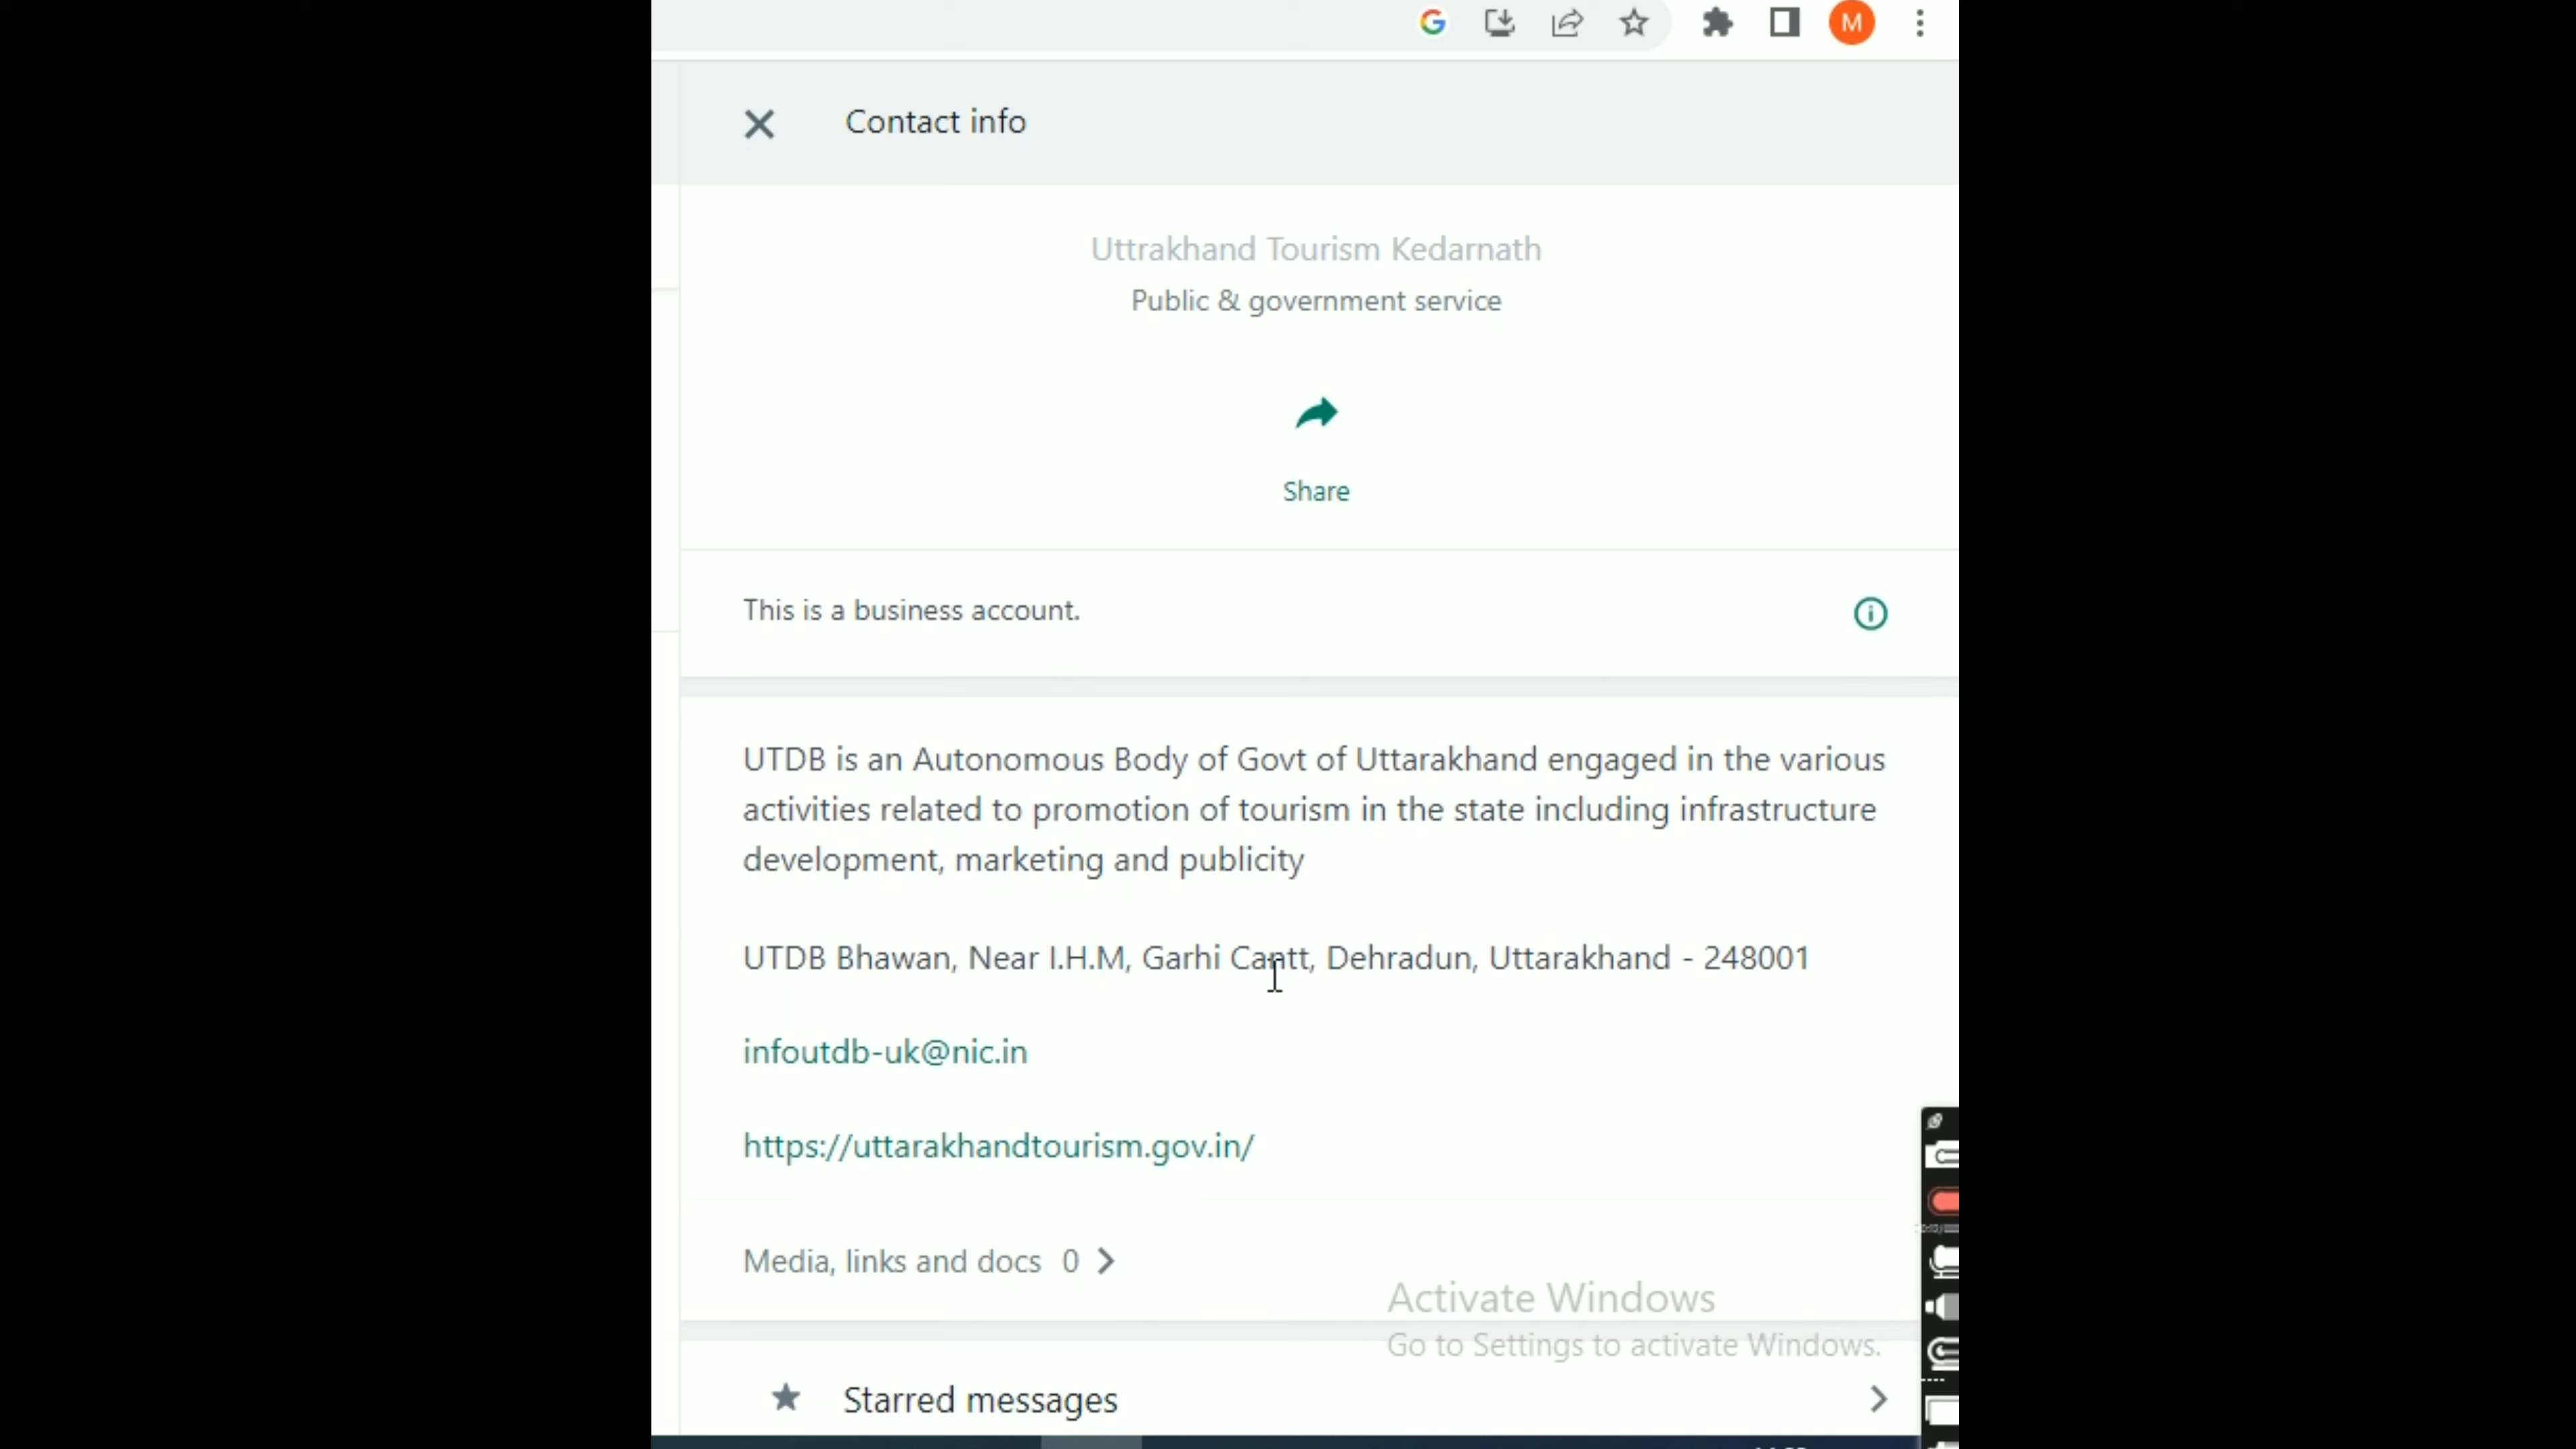 M
Contact info
Uttrakhand Tourism Kedarnath
Public & government service
Share
This is a business account.
UTDB is an Autonomous Body of Govt of Uttarakhand engaged in the various
activities related to promotion of tourism in the state including infrastructure
development, marketing and publicity
UTDB Bhawan, Near I.H.M, Garhi Cantt, Dehradun, Uttarakhand - 248001
infoutdb-uk@nic.in
https://uttarakhandtourism.gov.in/
Media, links and docs 0
Activate Windows
Go to Settings to activate Windows.
Starred messages